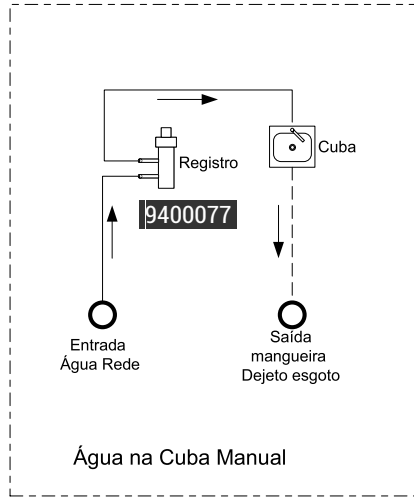 Registro
Cuba
9400077
Entrada
Água Rede
Saída
mangueira
Dejeto esgoto
Água na Cuba Manual